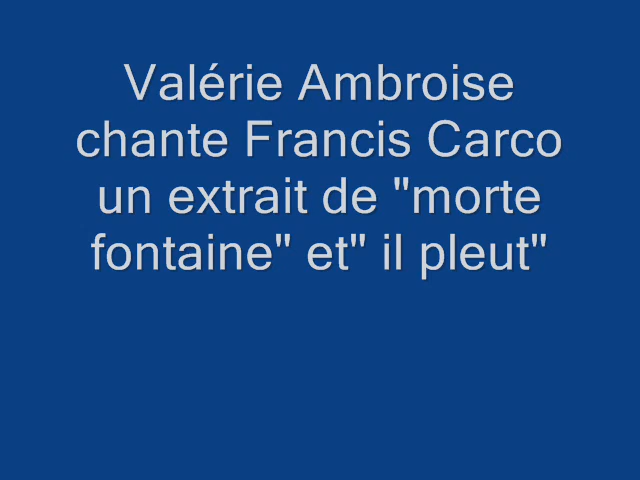 Valérie Ambroise
chante Francis Carco
un extrait de "morte
fontaine" et" il pleut"